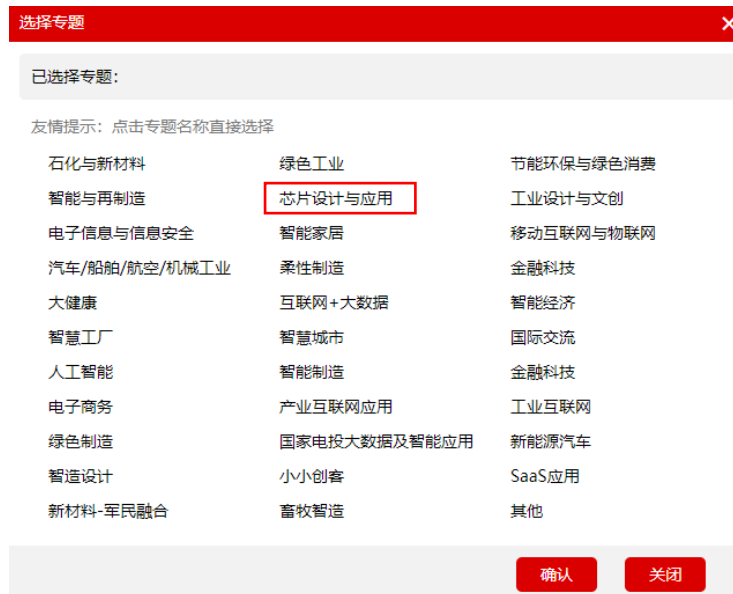 选择专题
已选择专题：
友情提示：点击专题名称直接选择
石化与新材料 绿色工业 节能环保与绿色消费
智能与再制造 芯片设计与应用 工业设计与文创
电子信息与信息安全 智能家居 移动互联网与物联网
汽车/船舶/航空/机械工业 柔性制造 金融科技
大健康 互联网+大数据 智能经济
智慧工厂 智慧城市 国际交流
人工智能 智能制造 金融科技
电子商务 产业互联网应用 工业互联网
绿色制造 国家电投大数据及智能应用 新能源汽车
智造设计 小小创客 SaaS应用
新材料-军民融合 畜牧智造 其他
确认 关闭